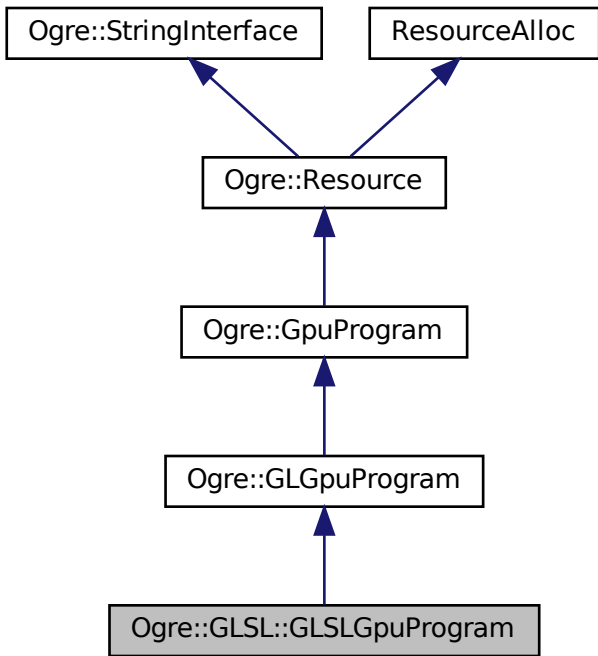 Ogre::StringInterface
ResourceAlloc
Ogre::Resource
Ogre::GpuProgram
Ogre::GLGpuProgram
Ogre::GLSL::GLSLGpuProgram